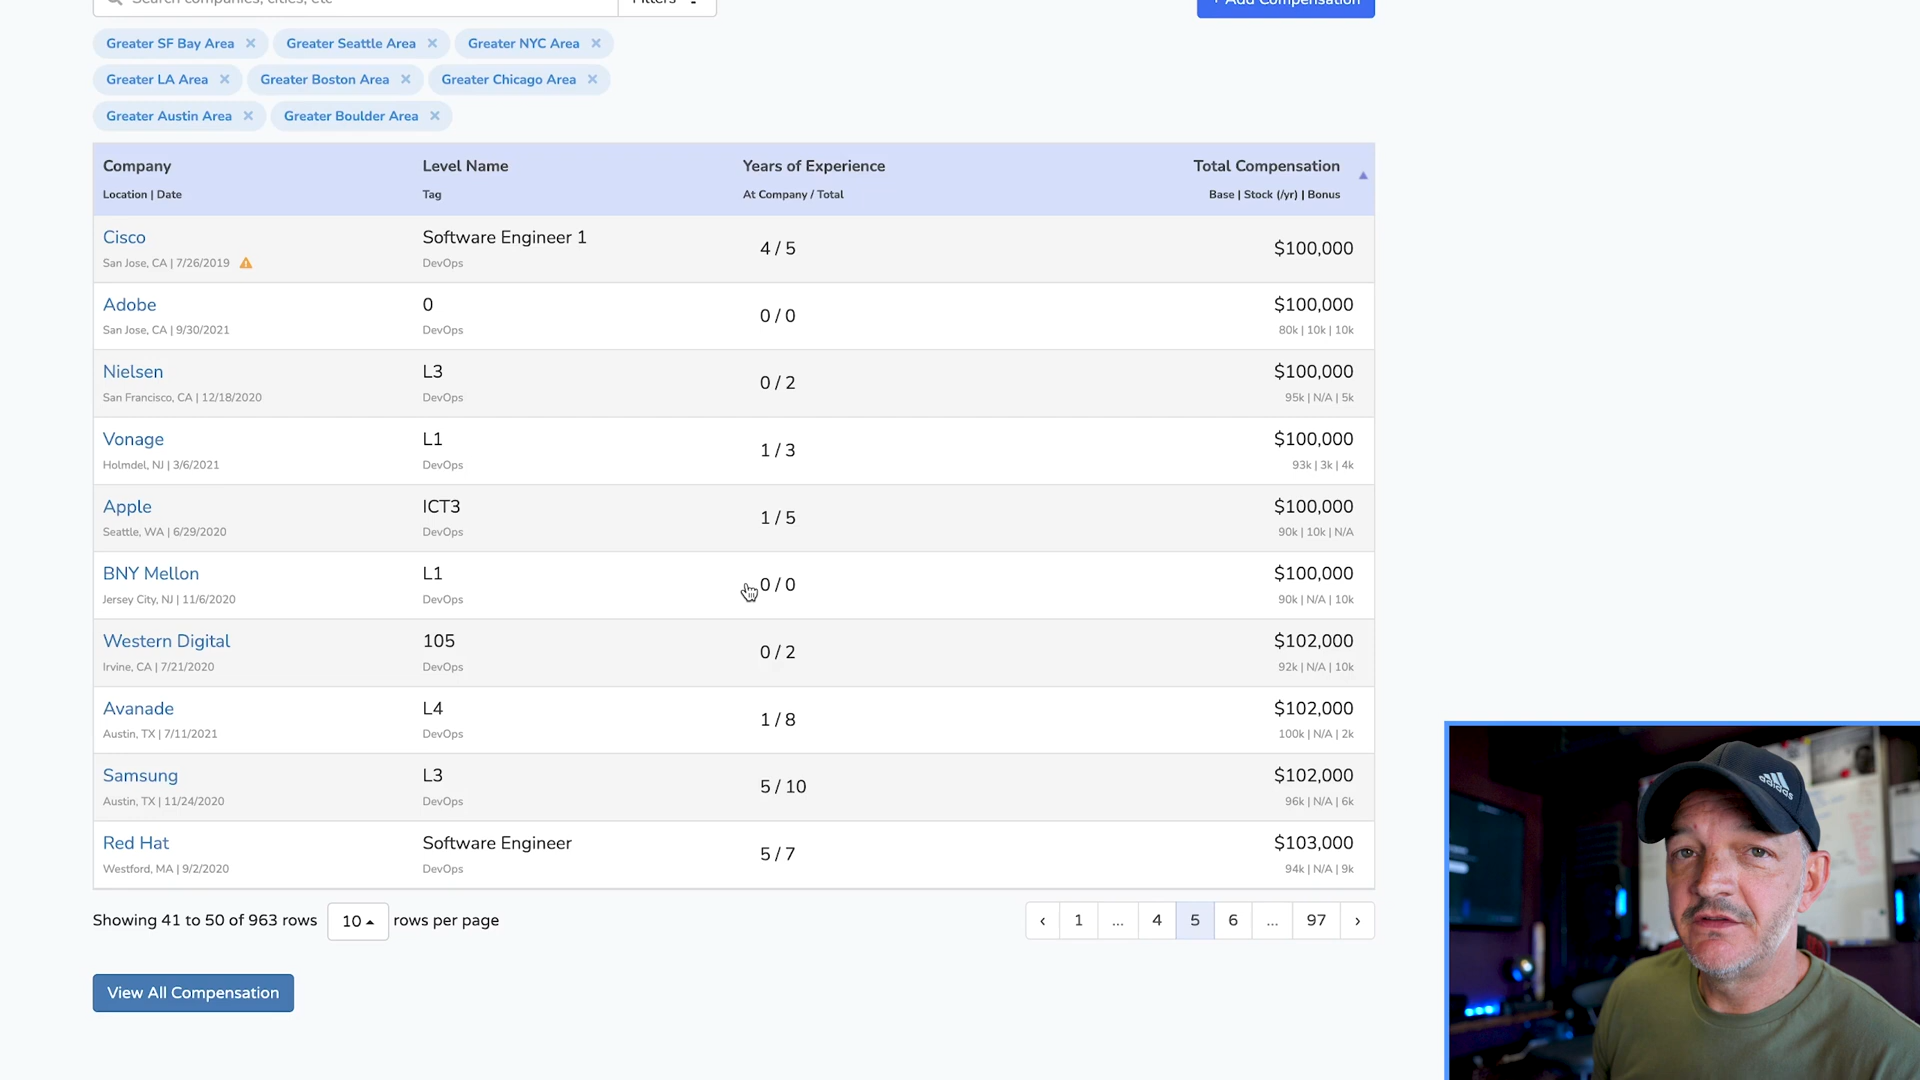 Search companies, cities, etc
Filters
+ Add Compensation
Greater SF Bay Area ×
Greater Seattle Area ×
Greater NYC Area ×
Greater LA Area ×
Greater Boston Area ×
Greater Chicago Area ×
Greater Austin Area ×
Greater Boulder Area ×
Company
Level Name
Years of Experience
Total Compensation
Location | Date
Tag
At Company / Total
Base | Stock (/yr) | Bonus
Cisco
Software Engineer 1
4 / 5
$100,000
San Jose, CA | 7/26/2019
DevOps
Adobe
0
0 / 0
$100,000
San Jose, CA | 9/30/2021
DevOps
80k | 10k | 10k
Nielsen
L3
0 / 2
$100,000
San Francisco, CA | 12/18/2020
DevOps
95k | N/A | 5k
Vonage
L1
1 / 3
$100,000
Holmdel, NJ | 3/6/2021
DevOps
93k | 3k | 4k
Apple
ICT3
1 / 5
$100,000
Seattle, WA | 6/29/2020
DevOps
90k | 10k | N/A
BNY Mellon
L1
0 / 0
$100,000
Jersey City, NJ | 11/6/2020
DevOps
90k | N/A | 10k
Western Digital
105
0 / 2
$102,000
Irvine, CA | 7/21/2020
DevOps
92k | N/A | 10k
Avanade
L4
1 / 8
$102,000
Austin, TX | 7/11/2021
DevOps
100k | N/A | 2k
Samsung
L3
5 / 10
$102,000
Austin, TX | 11/24/2020
DevOps
96k | N/A | 6k
Red Hat
Software Engineer
5 / 7
$103,000
Westford, MA | 9/2/2020
DevOps
94k | N/A | 9k
Showing 41 to 50 of 963 rows
10
rows per page
‹ 1 ... 4 5 6 ... 97 ›
View All Compensation
adidas